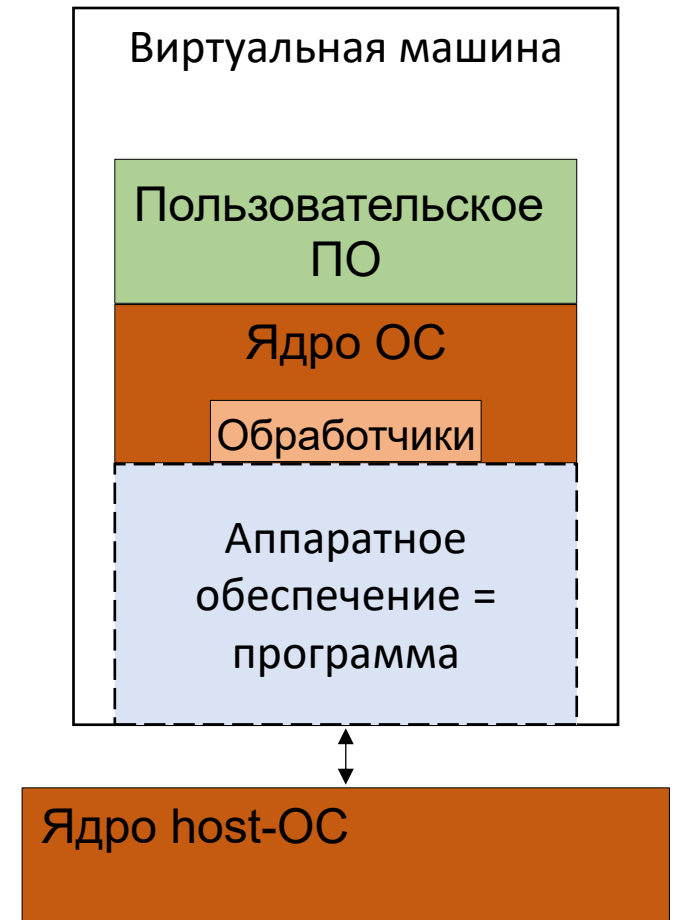 Виртуальная машина
Пользовательское
ПО
Ядро ОС
Обработчики
Аппаратное
обеспечение =
программа
Ядро host-ОС